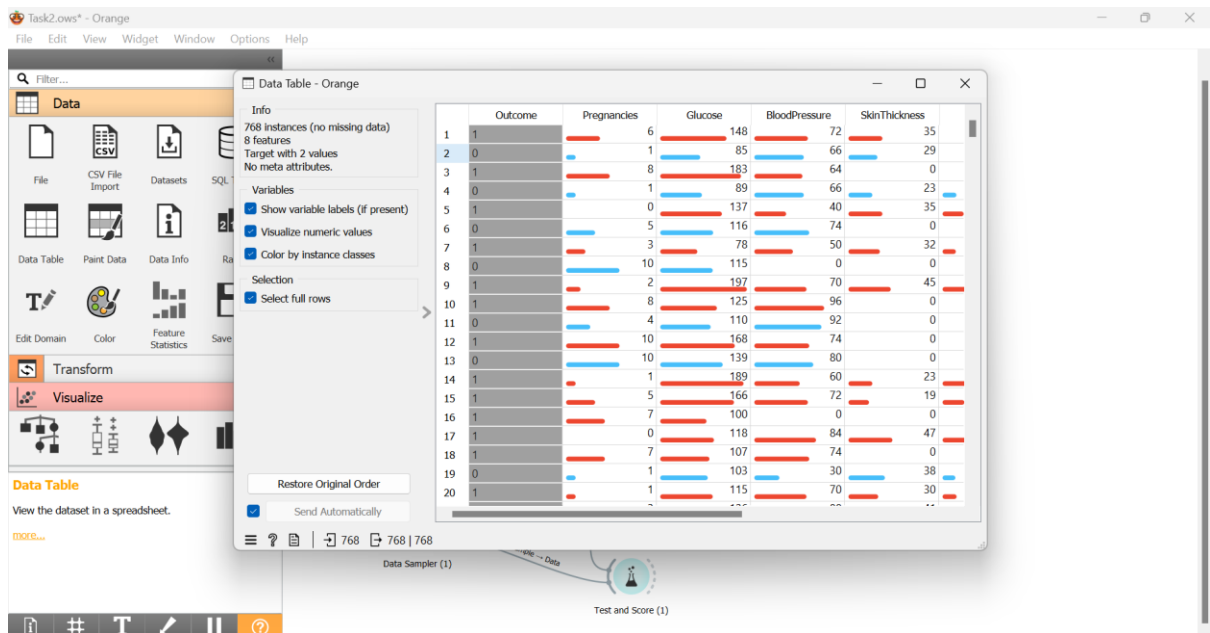 Task2.ows* - Orange
File Edit View Widget Window Options Help
Filter...
Data
File CSV File Import Datasets SQL
Data Table Paint Data Data Info Ra
Edit Domain Color Feature Statistics Save
Transform
Visualize
Data Table
View the dataset in a spreadsheet.
more...
Data Table - Orange
Info
768 instances (no missing data)
8 features
Target with 2 values
No meta attributes.
Variables
Show variable labels (if present)
Visualize numeric values
Color by instance classes
Selection
Select full rows
Restore Original Order
Send Automatically
768 768 | 768
Outcome Pregnancies Glucose BloodPressure SkinThickness
1 1 6 148 72 35
2 0 1 85 66 29
3 1 8 183 64 0
4 0 1 89 66 23
5 1 0 137 40 35
6 0 5 116 74 0
7 1 3 78 50 32
8 0 10 115 0 0
9 1 2 197 70 45
10 1 8 125 96 0
11 0 4 110 92 0
12 1 10 168 74 0
13 0 10 139 80 0
14 1 1 189 60 23
15 1 5 166 72 19
16 1 7 100 0 0
17 1 0 118 84 47
18 1 7 107 74 0
19 0 1 103 30 38
20 1 1 115 70 30
Data Sampler (1)
→ Data
Test and Score (1)